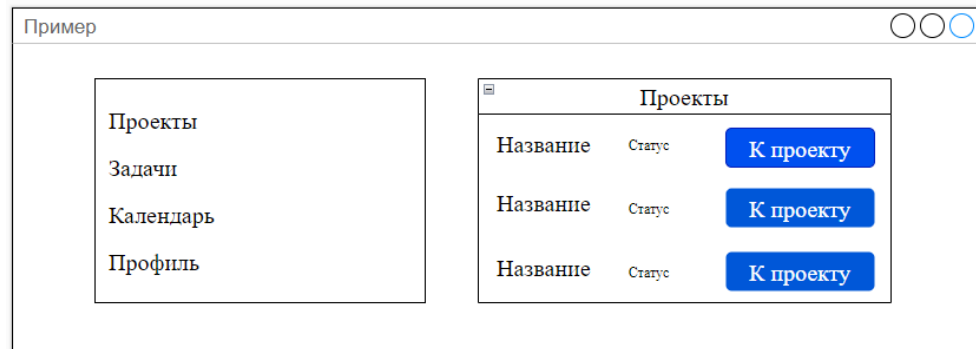 Пример
Проекты
Задачи
Календарь
Профиль
Проекты
Название Статус К проекту
Название Статус К проекту
Название Статус К проекту